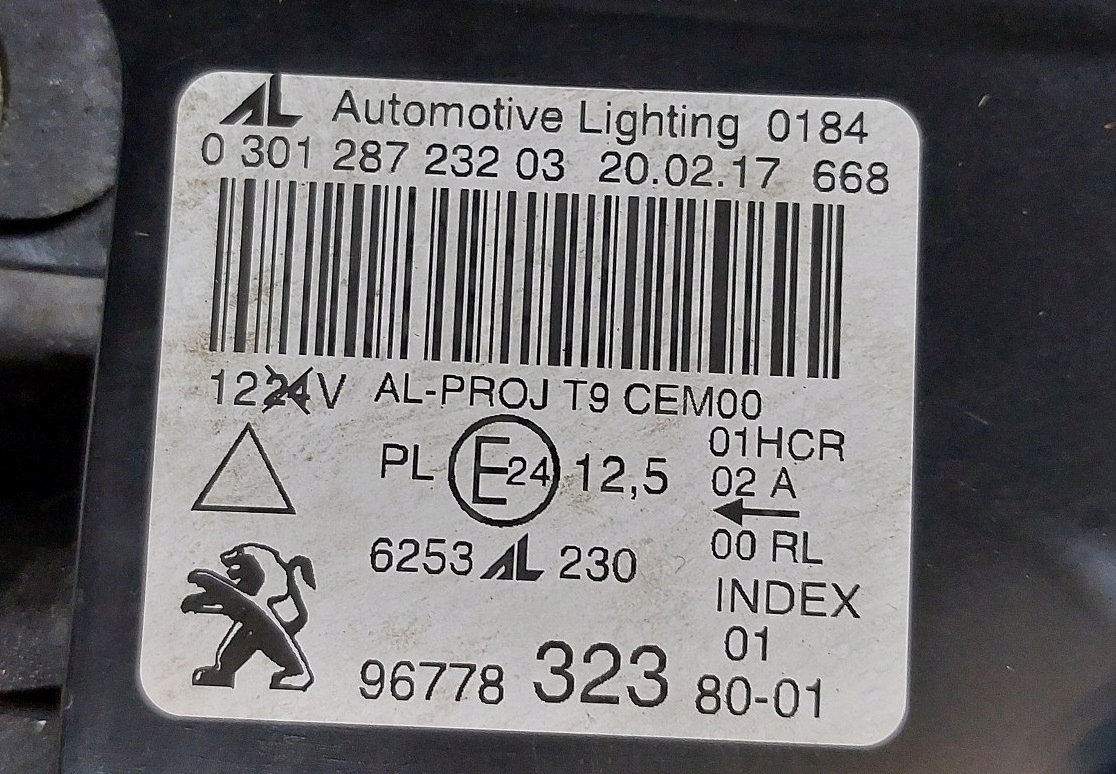 AL Automotive Lighting 0184
0 301 287 232 03 20.02.17 668
1224V AL-PROJ T9 CEM00
PL E24 12,5
01HCR
02 A
00 RL
6253 AL 230
INDEX
01
96778 323 80-01